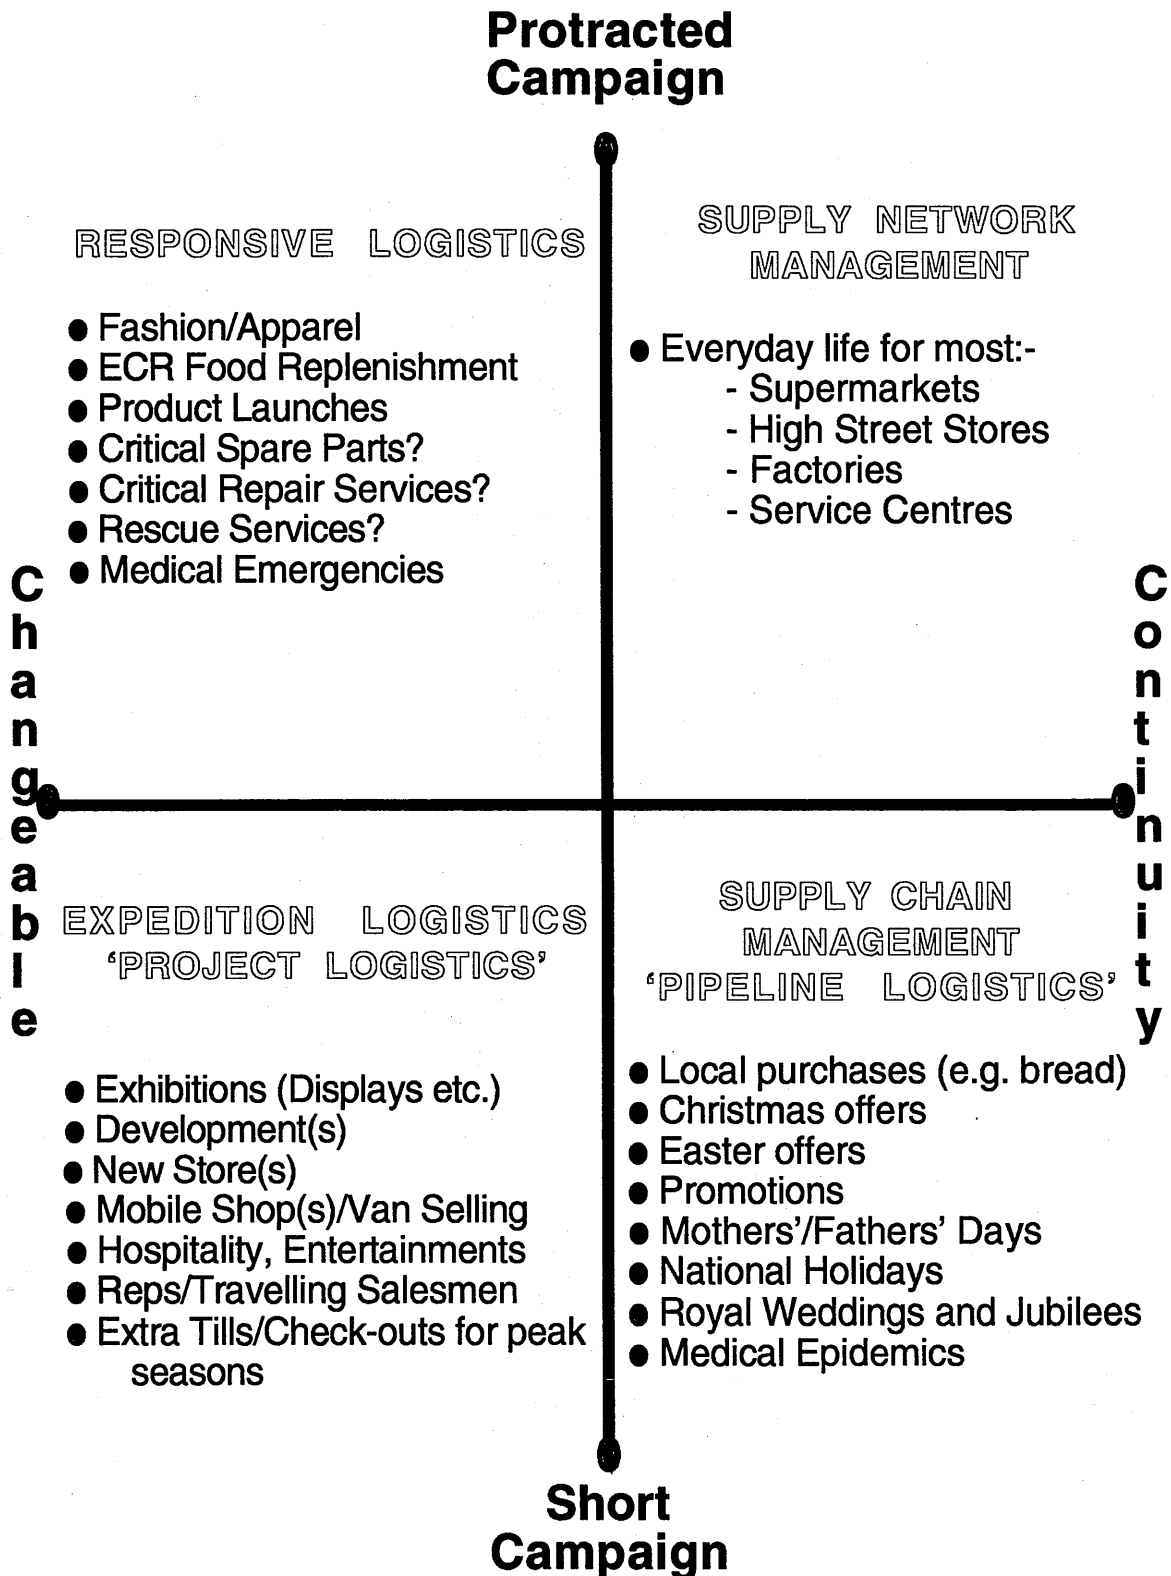 Protracted
Campaign
RESPONSIVE LOGISTICS
● Fashion/Apparel
● ECR Food Replenishment
● Product Launches
● Critical Spare Parts?
● Critical Repair Services?
● Rescue Services?
● Medical Emergencies
SUPPLY NETWORK
MANAGEMENT
● Everyday life for most:-
- Supermarkets
- High Street Stores
- Factories
- Service Centres
Changeable
Continuity
EXPEDITION LOGISTICS
‘PROJECT LOGISTICS’
● Exhibitions (Displays etc.)
● Development(s)
● New Store(s)
● Mobile Shop(s)/Van Selling
● Hospitality, Entertainments
● Reps/Travelling Salesmen
● Extra Tills/Check-outs for peak
seasons
SUPPLY CHAIN
MANAGEMENT
‘PIPELINE LOGISTICS’
● Local purchases (e.g. bread)
● Christmas offers
● Easter offers
● Promotions
● Mothers’/Fathers’ Days
● National Holidays
● Royal Weddings and Jubilees
● Medical Epidemics
Short
Campaign